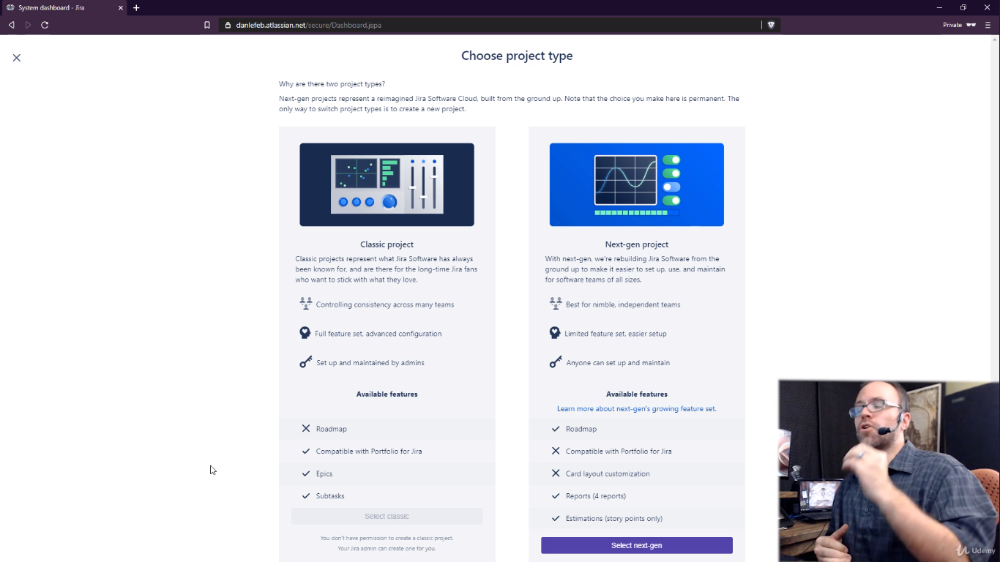 System dashboard - Jira
danlefeb.atlassian.net/secure/Dashboard.jspa
Private
Choose project type
Why are there two project types?
Next-gen projects represent a reimagined Jira Software Cloud, built from the ground up. Note that the choice you make here is permanent. The
only way to switch project types is to create a new project.
Classic project
Classic projects represent what Jira Software has always
been known for, and are there for the long-time Jira fans
who want to stick with what they love.
Controlling consistency across many teams
Full feature set, advanced configuration
Set up and maintained by admins
Available features
Roadmap
Compatible with Portfolio for Jira
Epics
Subtasks
Select classic
You don't have permission to create a classic project.
Your Jira admin can create one for you.
Next-gen project
With next-gen, we're rebuilding Jira Software from the
ground up to make it easier to set up, use, and maintain
for software teams of all sizes.
Best for nimble, independent teams
Limited feature set, easier setup
Anyone can set up and maintain
Available features
Learn more about next-gen's growing feature set.
Roadmap
Compatible with Portfolio for Jira
Card layout customization
Reports (4 reports)
Estimations (story points only)
Select next-gen
Udemy